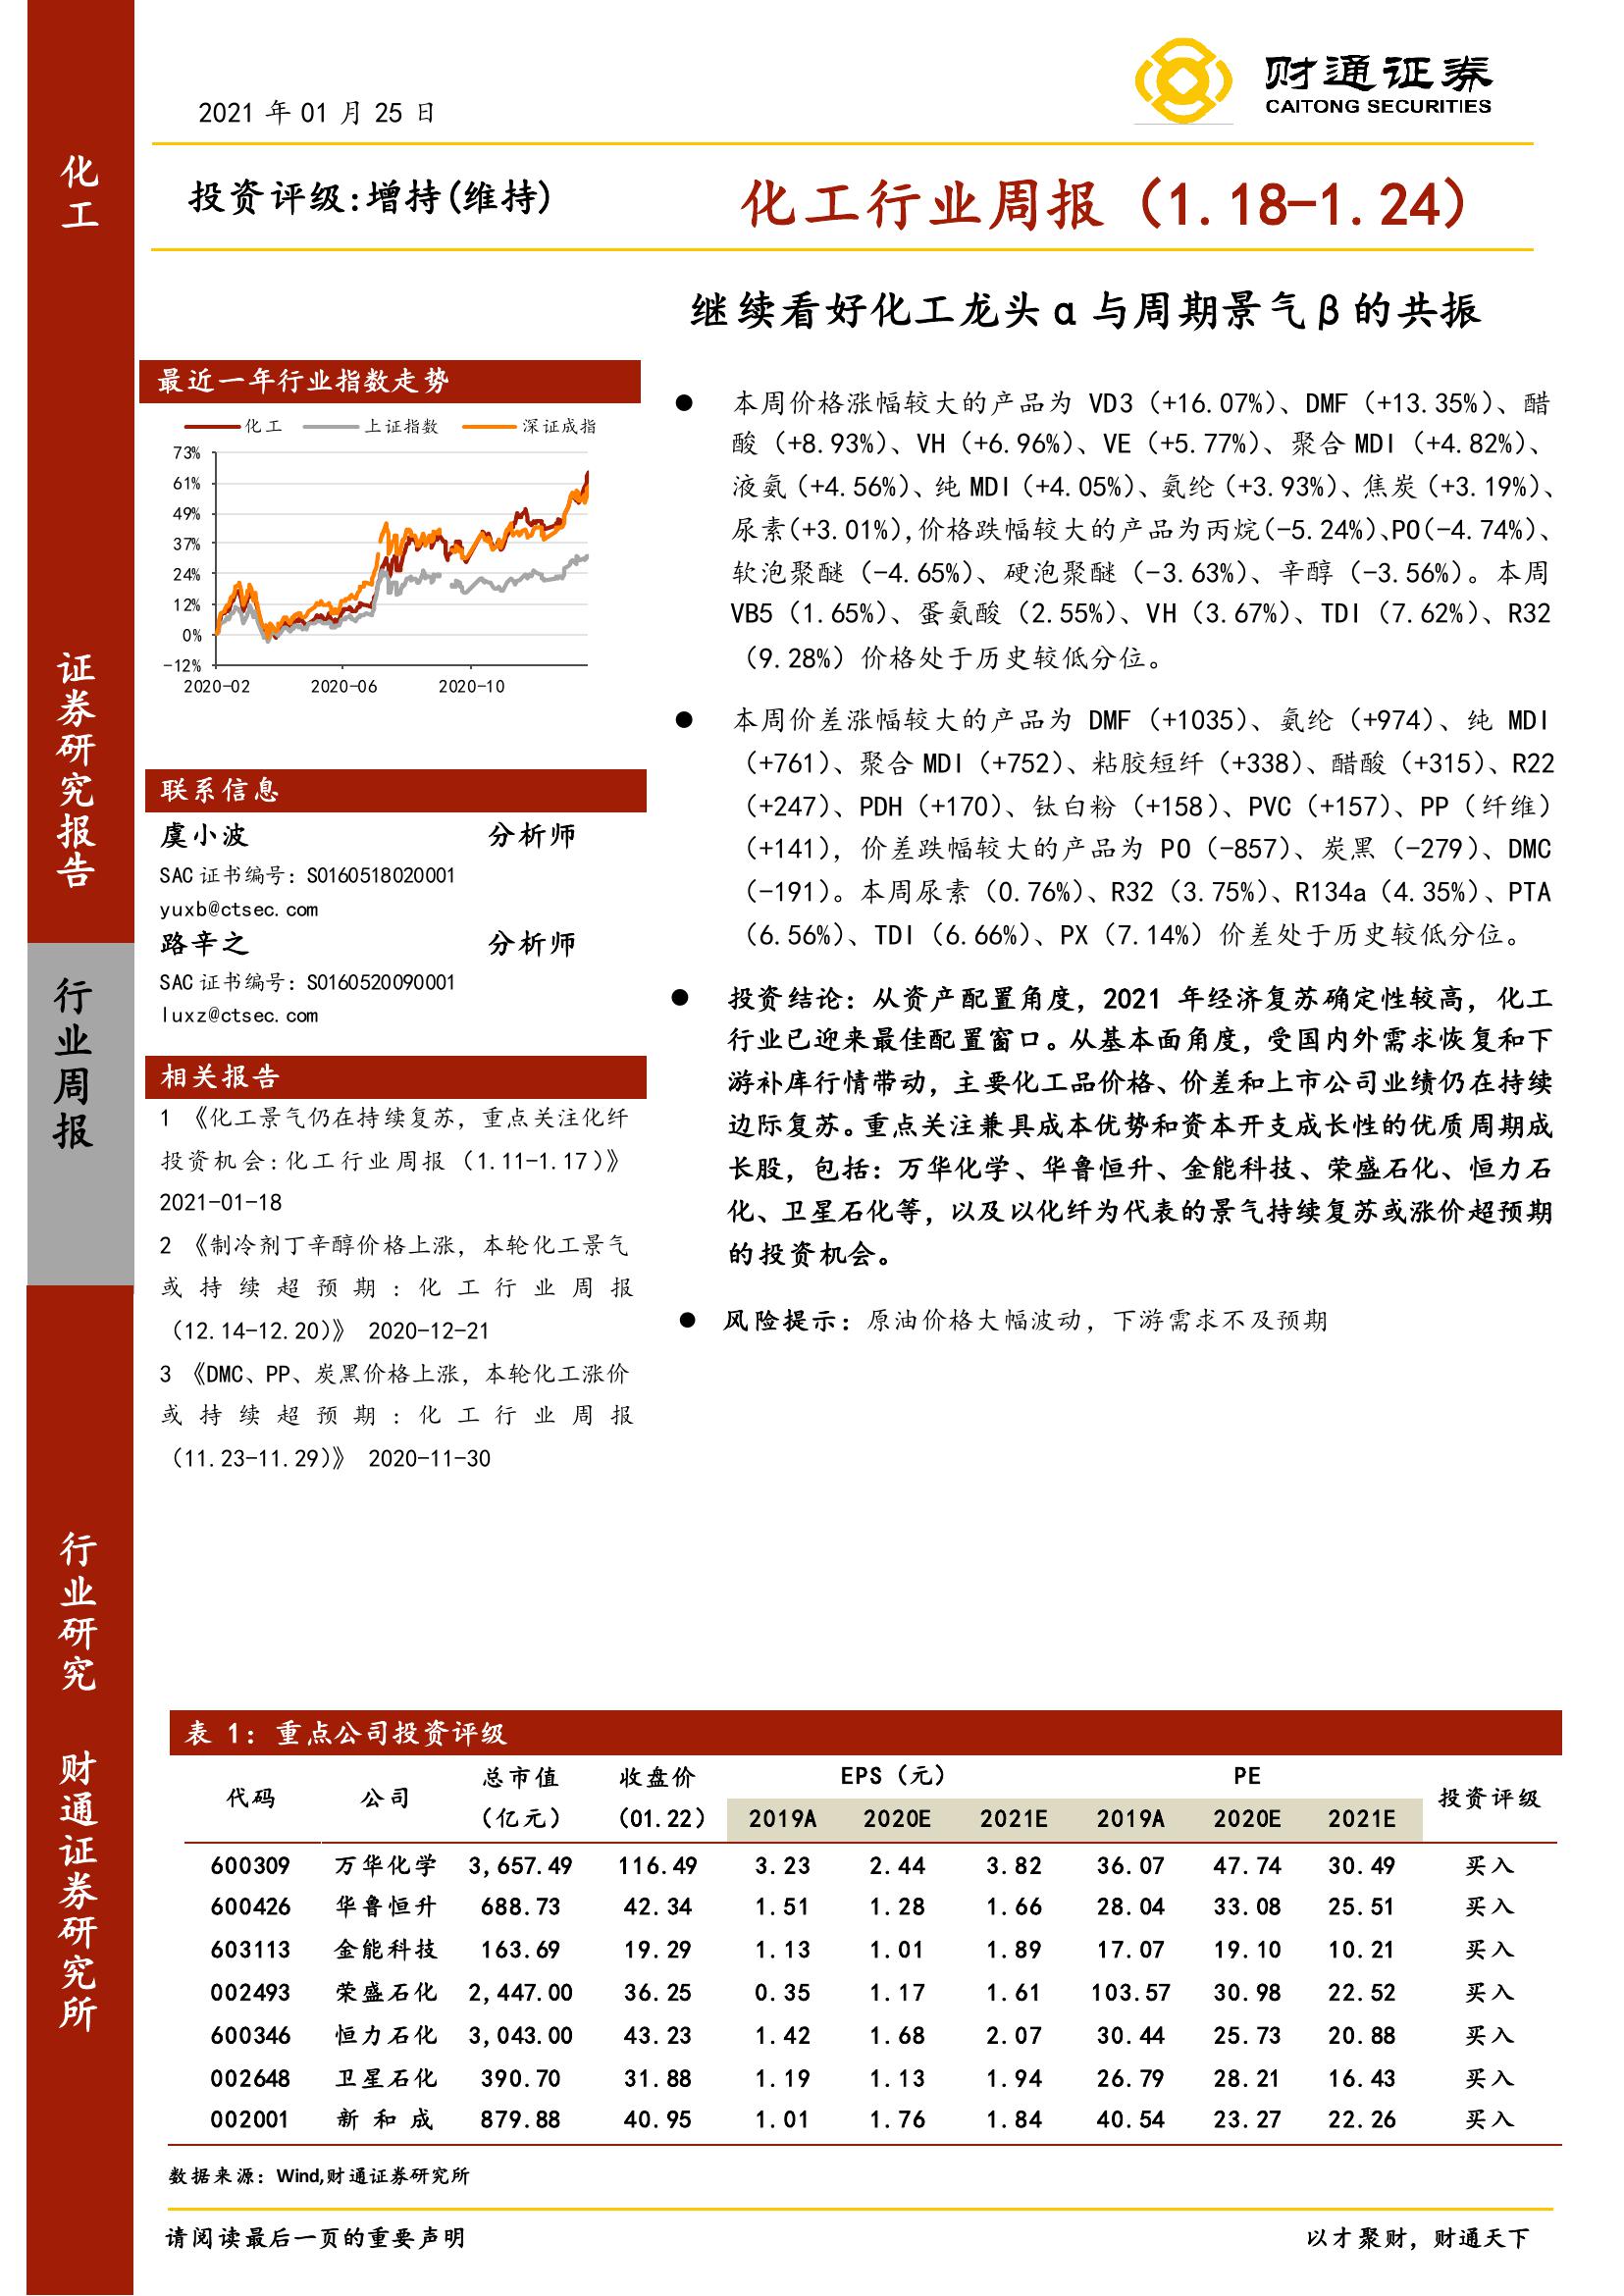 化工
证券研究报告
行业周报
行业研究
财通证券研究所
2021 年 01 月 25 日
财通证券
CAITONG SECURITIES
投资评级:增持(维持)
化工行业周报（1.18-1.24）
继续看好化工龙头 α 与周期景气 β 的共振
最近一年行业指数走势
化工 上证指数 深证成指
73%
61%
49%
37%
24%
12%
0%
-12%
2020-02 2020-06 2020-10
联系信息
虞小波 分析师
SAC 证书编号：S0160518020001
yuxb@ctsec.com
路辛之 分析师
SAC 证书编号：S0160520090001
luxz@ctsec.com
相关报告
1 《化工景气仍在持续复苏，重点关注化纤
投资机会:化工行业周报（1.11-1.17）》
2021-01-18
2 《制冷剂丁辛醇价格上涨，本轮化工景气
或持续超预期：化工行业周报
（12.14-12.20）》 2020-12-21
3 《DMC、PP、炭黑价格上涨，本轮化工涨价
或持续超预期：化工行业周报
（11.23-11.29）》 2020-11-30
● 本周价格涨幅较大的产品为 VD3（+16.07%）、DMF（+13.35%）、醋
酸（+8.93%）、VH（+6.96%）、VE（+5.77%）、聚合 MDI（+4.82%）、
液氨（+4.56%）、纯 MDI（+4.05%）、氨纶（+3.93%）、焦炭（+3.19%）、
尿素(+3.01%),价格跌幅较大的产品为丙烷(-5.24%)、PO(-4.74%)、
软泡聚醚（-4.65%）、硬泡聚醚（-3.63%）、辛醇（-3.56%）。本周
VB5（1.65%）、蛋氨酸（2.55%）、VH（3.67%）、TDI（7.62%）、R32
（9.28%）价格处于历史较低分位。
● 本周价差涨幅较大的产品为 DMF（+1035）、氨纶（+974）、纯 MDI
（+761）、聚合 MDI（+752）、粘胶短纤（+338）、醋酸（+315）、R22
（+247）、PDH（+170）、钛白粉（+158）、PVC（+157）、PP（纤维）
（+141），价差跌幅较大的产品为 PO（-857）、炭黑（-279）、DMC
（-191）。本周尿素（0.76%）、R32（3.75%）、R134a（4.35%）、PTA
（6.56%）、TDI（6.66%）、PX（7.14%）价差处于历史较低分位。
● 投资结论：从资产配置角度，2021 年经济复苏确定性较高，化工
行业已迎来最佳配置窗口。从基本面角度，受国内外需求恢复和下
游补库行情带动，主要化工品价格、价差和上市公司业绩仍在持续
边际复苏。重点关注兼具成本优势和资本开支成长性的优质周期成
长股，包括：万华化学、华鲁恒升、金能科技、荣盛石化、恒力石
化、卫星石化等，以及以化纤为代表的景气持续复苏或涨价超预期
的投资机会。
● 风险提示：原油价格大幅波动，下游需求不及预期
表 1：重点公司投资评级
代码 公司 总市值（亿元） 收盘价（01.22） EPS（元） PE 投资评级
2019A 2020E 2021E 2019A 2020E 2021E
600309 万华化学 3,657.49 116.49 3.23 2.44 3.82 36.07 47.74 30.49 买入
600426 华鲁恒升 688.73 42.34 1.51 1.28 1.66 28.04 33.08 25.51 买入
603113 金能科技 163.69 19.29 1.13 1.01 1.89 17.07 19.10 10.21 买入
002493 荣盛石化 2,447.00 36.25 0.35 1.17 1.61 103.57 30.98 22.52 买入
600346 恒力石化 3,043.00 43.23 1.42 1.68 2.07 30.44 25.73 20.88 买入
002648 卫星石化 390.70 31.88 1.19 1.13 1.94 26.79 28.21 16.43 买入
002001 新 和 成 879.88 40.95 1.01 1.76 1.84 40.54 23.27 22.26 买入
数据来源：Wind,财通证券研究所
请阅读最后一页的重要声明
以才聚财，财通天下